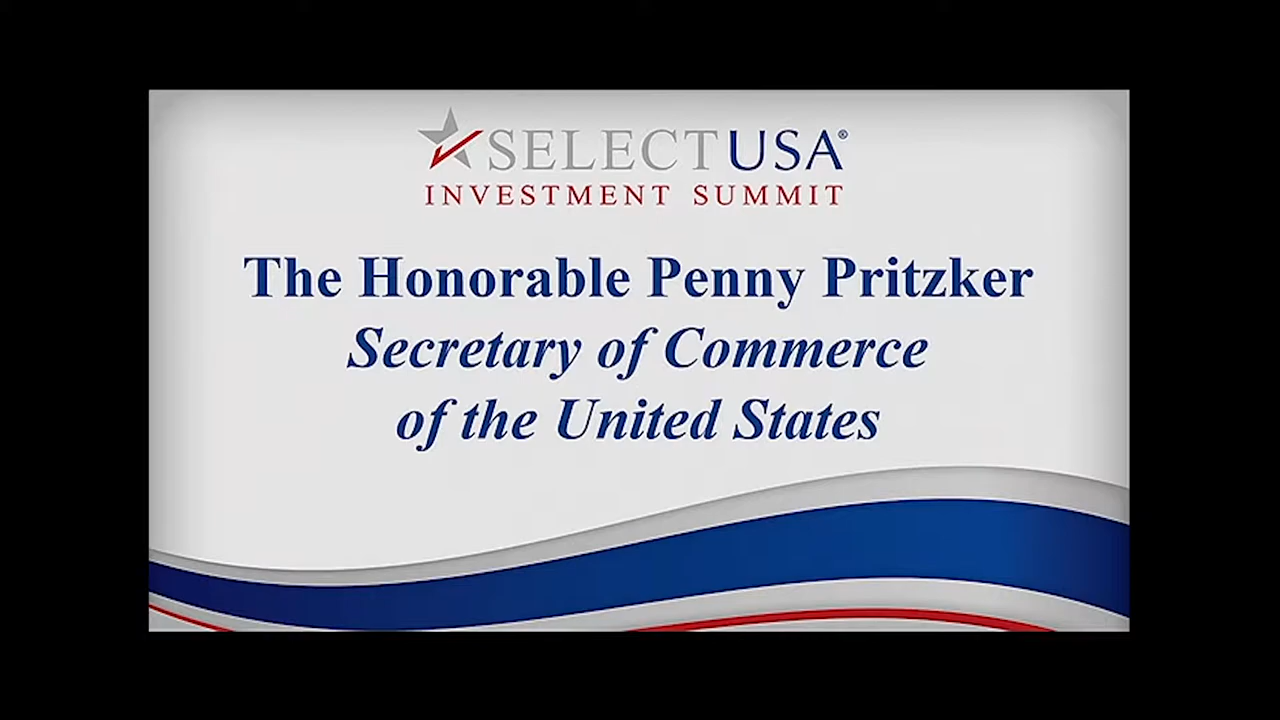 SELECTUSA®
INVESTMENT SUMMIT
The Honorable Penny Pritzker
Secretary of Commerce
of the United States